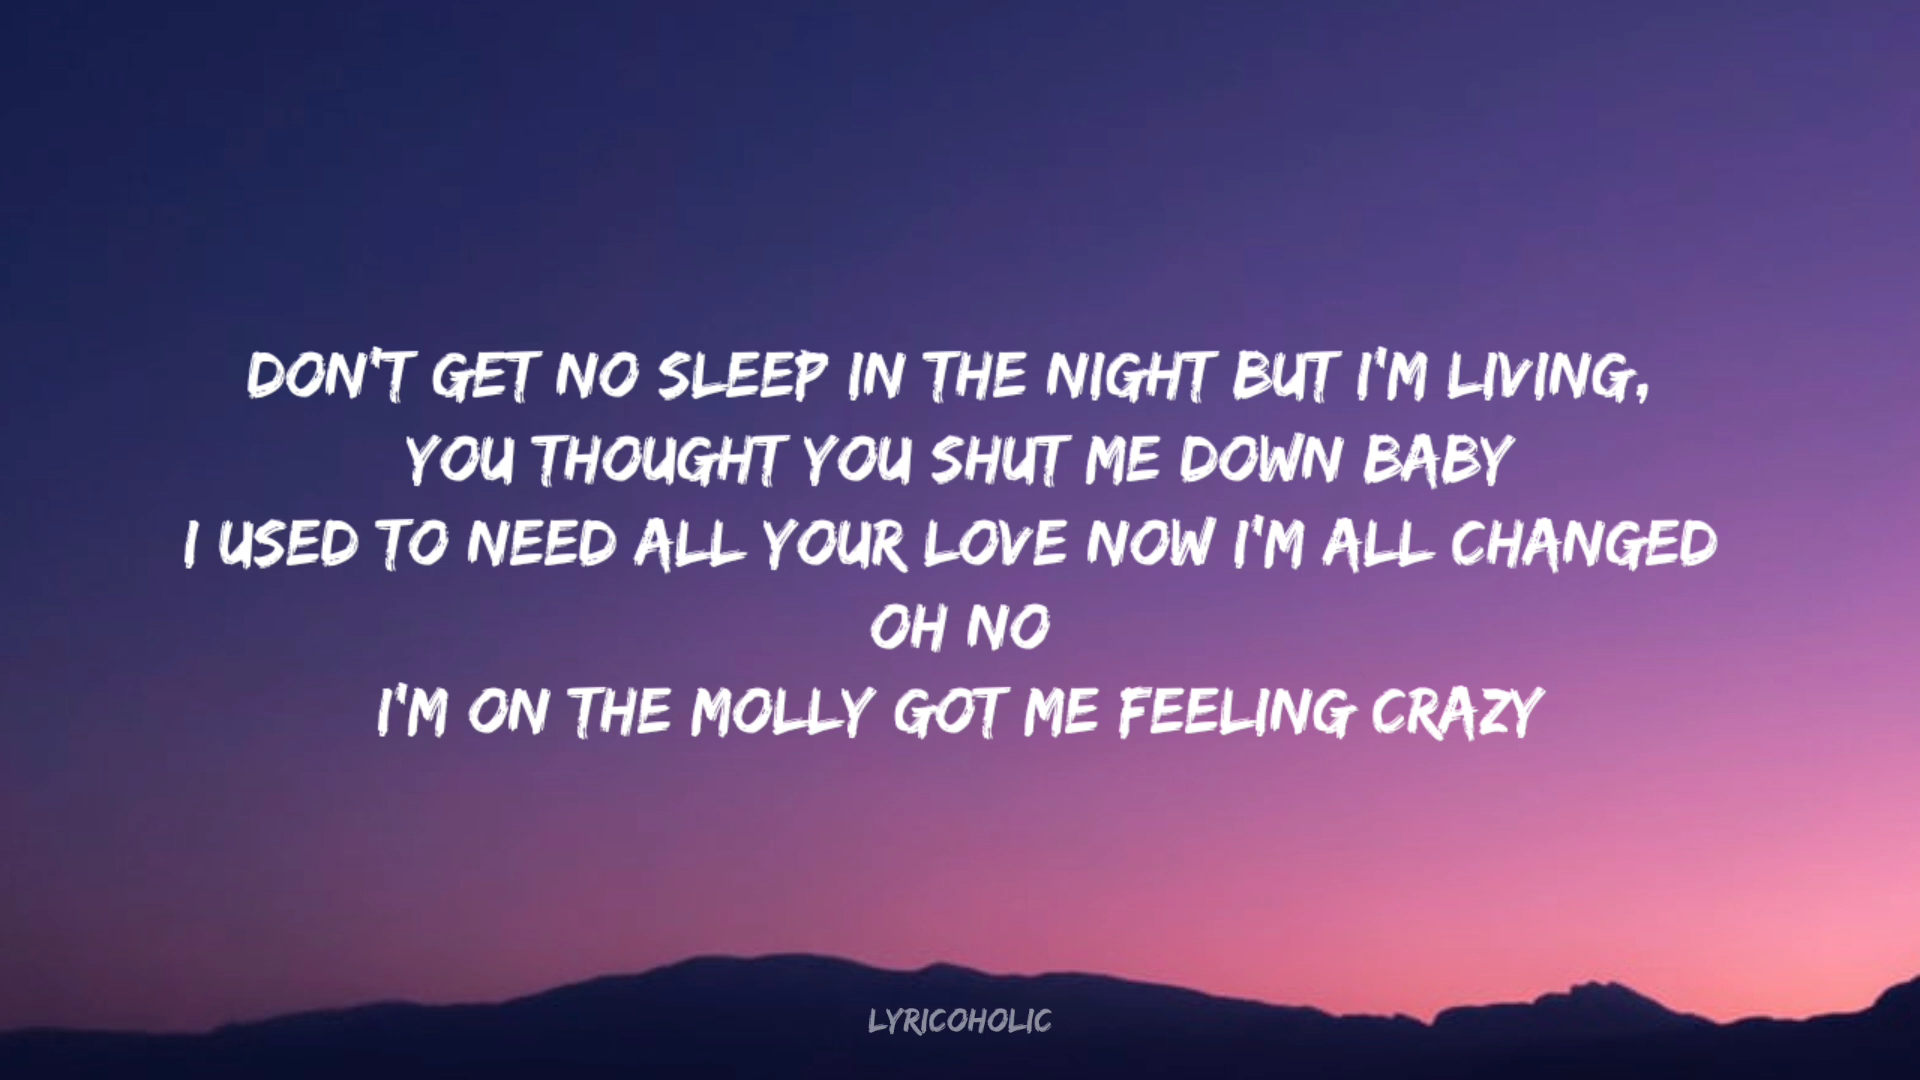 DON'T GET NO SLEEP IN THE NIGHT BUT I'M LIVING,
YOU THOUGHT YOU SHUT ME DOWN BABY
I USED TO NEED ALL YOUR LOVE NOW I'M ALL CHANGED
OH NO
I'M ON THE MOLLY GOT ME FEELING CRAZY
LYRICOHOLIC